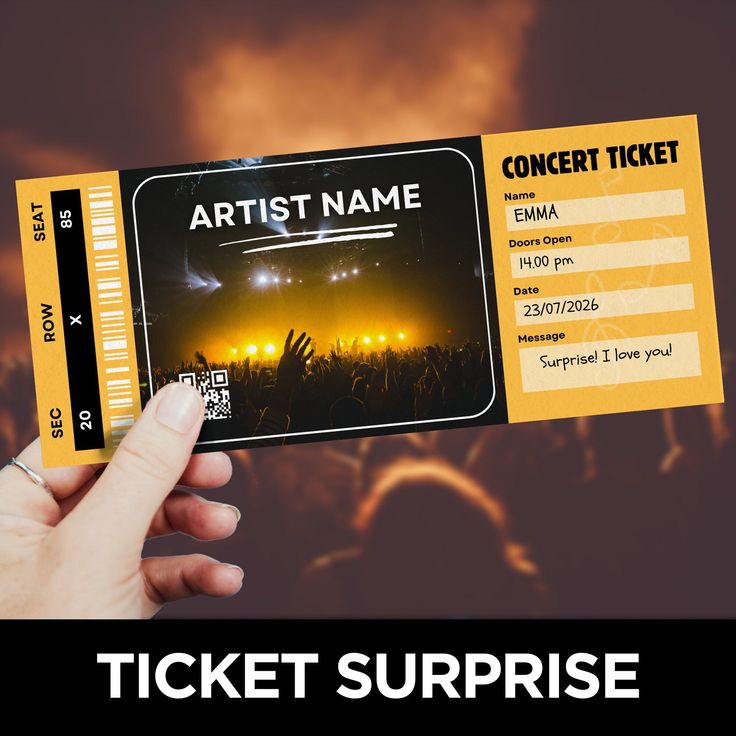 SEAT 85
ROW X
SEC 20
ARTIST NAME
CONCERT TICKET
Name
EMMA
Doors Open
14.00 pm
Date
23/07/2026
Message
Surprise! I love you!
TICKET SURPRISE